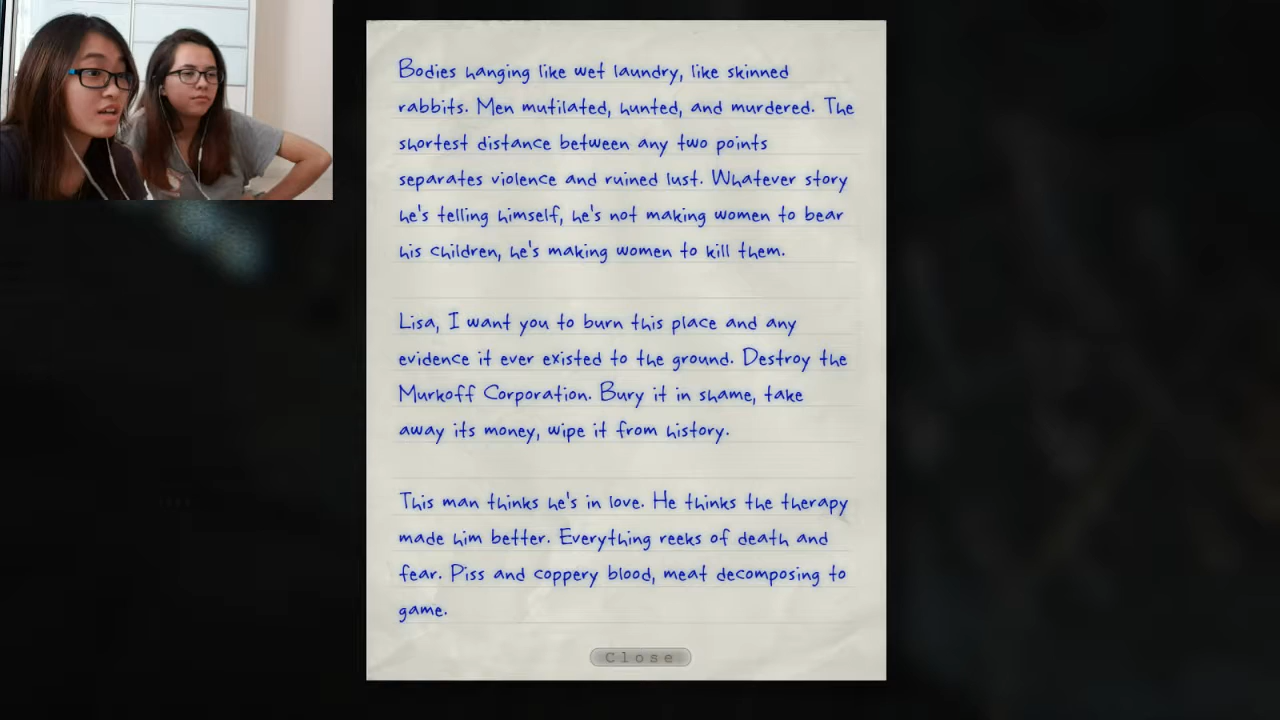 Bodies hanging like wet laundry, like skinned
rabbits. Men mutilated, hunted, and murdered. The
shortest distance between any two points
separates violence and ruined lust. Whatever story
he's telling himself, he's not making women to bear
his children, he's making women to kill them.
Lisa, I want you to burn this place and any
evidence it ever existed to the ground. Destroy the
Murkoff Corporation. Bury it in shame, take
away its money, wipe it from history.
This man thinks he's in love. He thinks the therapy
made him better. Everything reeks of death and
fear. Piss and coppery blood, meat decomposing to
game.
Close